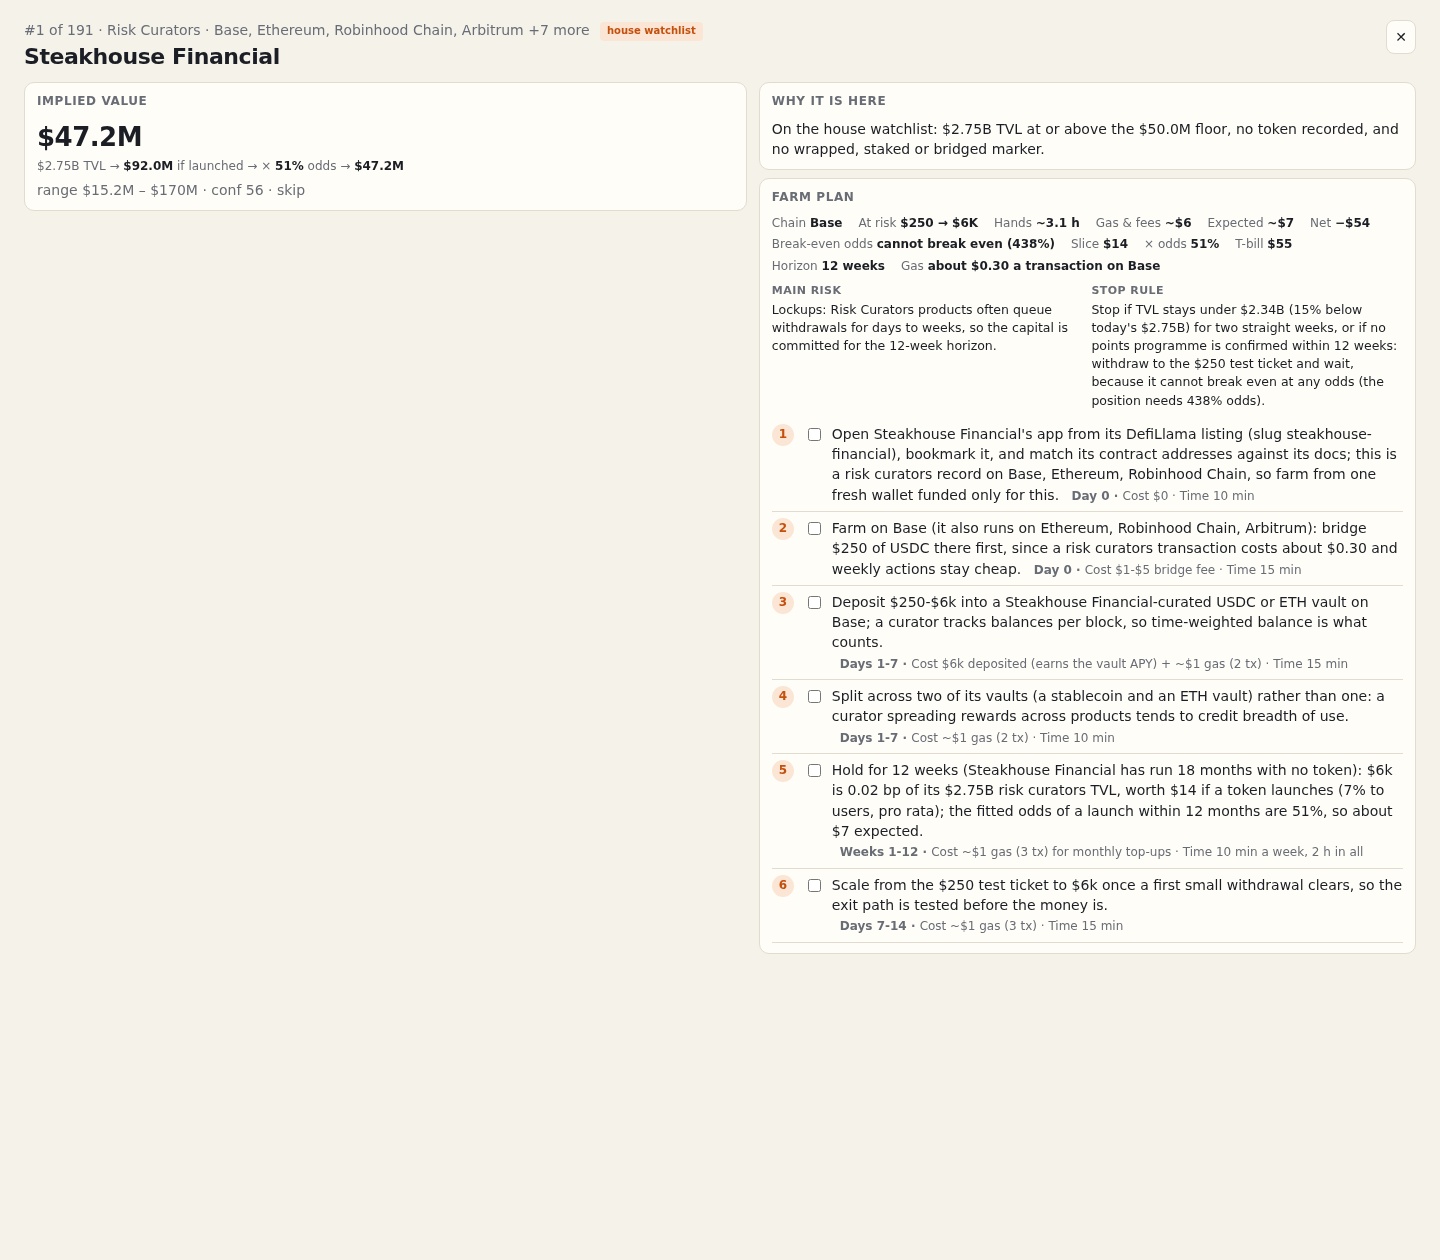 #1 of 191 · Risk Curators · Base, Ethereum, Robinhood Chain, Arbitrum +7 more house watchlist
Steakhouse Financial
✕
IMPLIED VALUE
$47.2M
$2.75B TVL → $92.0M if launched → × 51% odds → $47.2M
range $15.2M – $170M · conf 56 · skip
WHY IT IS HERE
On the house watchlist: $2.75B TVL at or above the $50.0M floor, no token recorded, and
no wrapped, staked or bridged marker.
FARM PLAN
Chain Base At risk $250 → $6K Hands ~3.1 h Gas & fees ~$6 Expected ~$7 Net −$54
Break-even odds cannot break even (438%) Slice $14 × odds 51% T-bill $55
Horizon 12 weeks Gas about $0.30 a transaction on Base
MAIN RISK
Lockups: Risk Curators products often queue
withdrawals for days to weeks, so the capital is
committed for the 12-week horizon.
STOP RULE
Stop if TVL stays under $2.34B (15% below
today's $2.75B) for two straight weeks, or if no
points programme is confirmed within 12 weeks:
withdraw to the $250 test ticket and wait,
because it cannot break even at any odds (the
position needs 438% odds).
1 Open Steakhouse Financial's app from its DefiLlama listing (slug steakhouse-
financial), bookmark it, and match its contract addresses against its docs; this is
a risk curators record on Base, Ethereum, Robinhood Chain, so farm from one
fresh wallet funded only for this. Day 0 · Cost $0 · Time 10 min
2 Farm on Base (it also runs on Ethereum, Robinhood Chain, Arbitrum): bridge
$250 of USDC there first, since a risk curators transaction costs about $0.30 and
weekly actions stay cheap. Day 0 · Cost $1-$5 bridge fee · Time 15 min
3 Deposit $250-$6k into a Steakhouse Financial-curated USDC or ETH vault on
Base; a curator tracks balances per block, so time-weighted balance is what
counts.
Days 1-7 · Cost $6k deposited (earns the vault APY) + ~$1 gas (2 tx) · Time 15 min
4 Split across two of its vaults (a stablecoin and an ETH vault) rather than one: a
curator spreading rewards across products tends to credit breadth of use.
Days 1-7 · Cost ~$1 gas (2 tx) · Time 10 min
5 Hold for 12 weeks (Steakhouse Financial has run 18 months with no token): $6k
is 0.02 bp of its $2.75B risk curators TVL, worth $14 if a token launches (7% to
users, pro rata); the fitted odds of a launch within 12 months are 51%, so about
$7 expected.
Weeks 1-12 · Cost ~$1 gas (3 tx) for monthly top-ups · Time 10 min a week, 2 h in all
6 Scale from the $250 test ticket to $6k once a first small withdrawal clears, so the
exit path is tested before the money is.
Days 7-14 · Cost ~$1 gas (3 tx) · Time 15 min